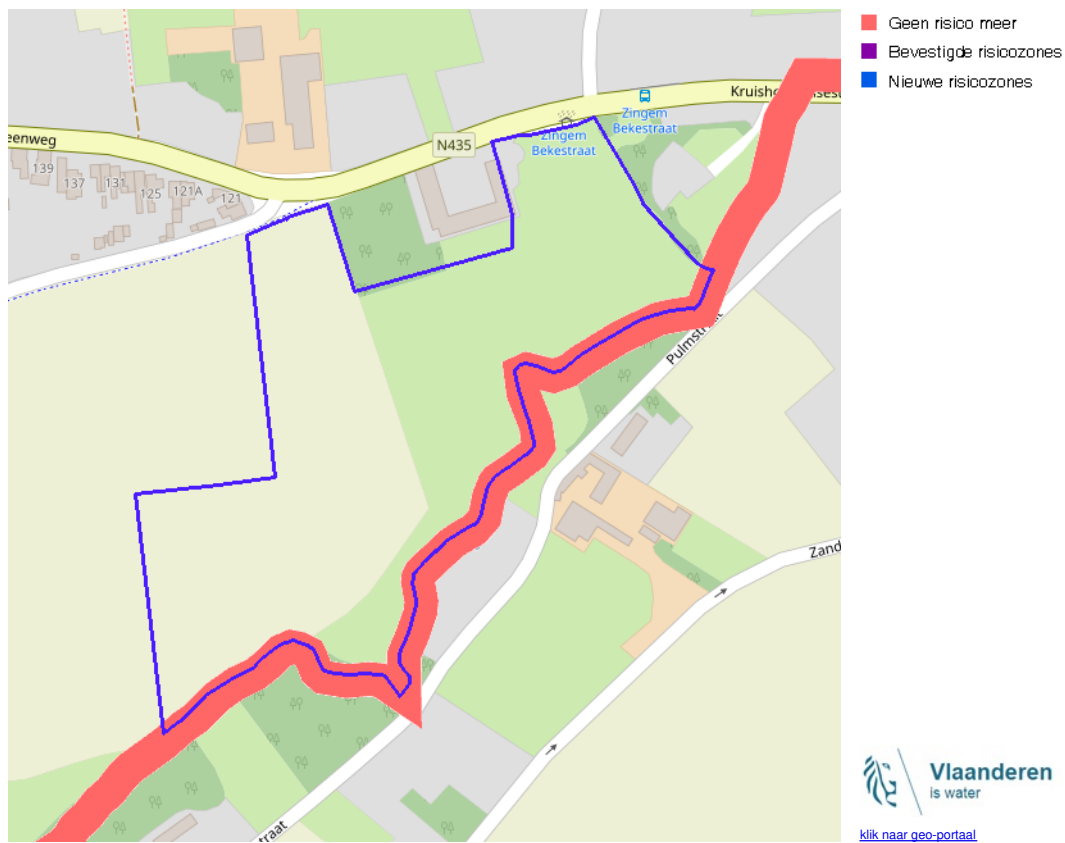 Geen risico meer
Bevestigde risicozones
Nieuwe risicozones
eenweg
139
137
131
125
121A
121
N435
Zingem
Bekestraat
Zingem
Bekestraat
Pulmstraat
Zand
straat
Vlaanderen
is water
klik naar geo-portaal